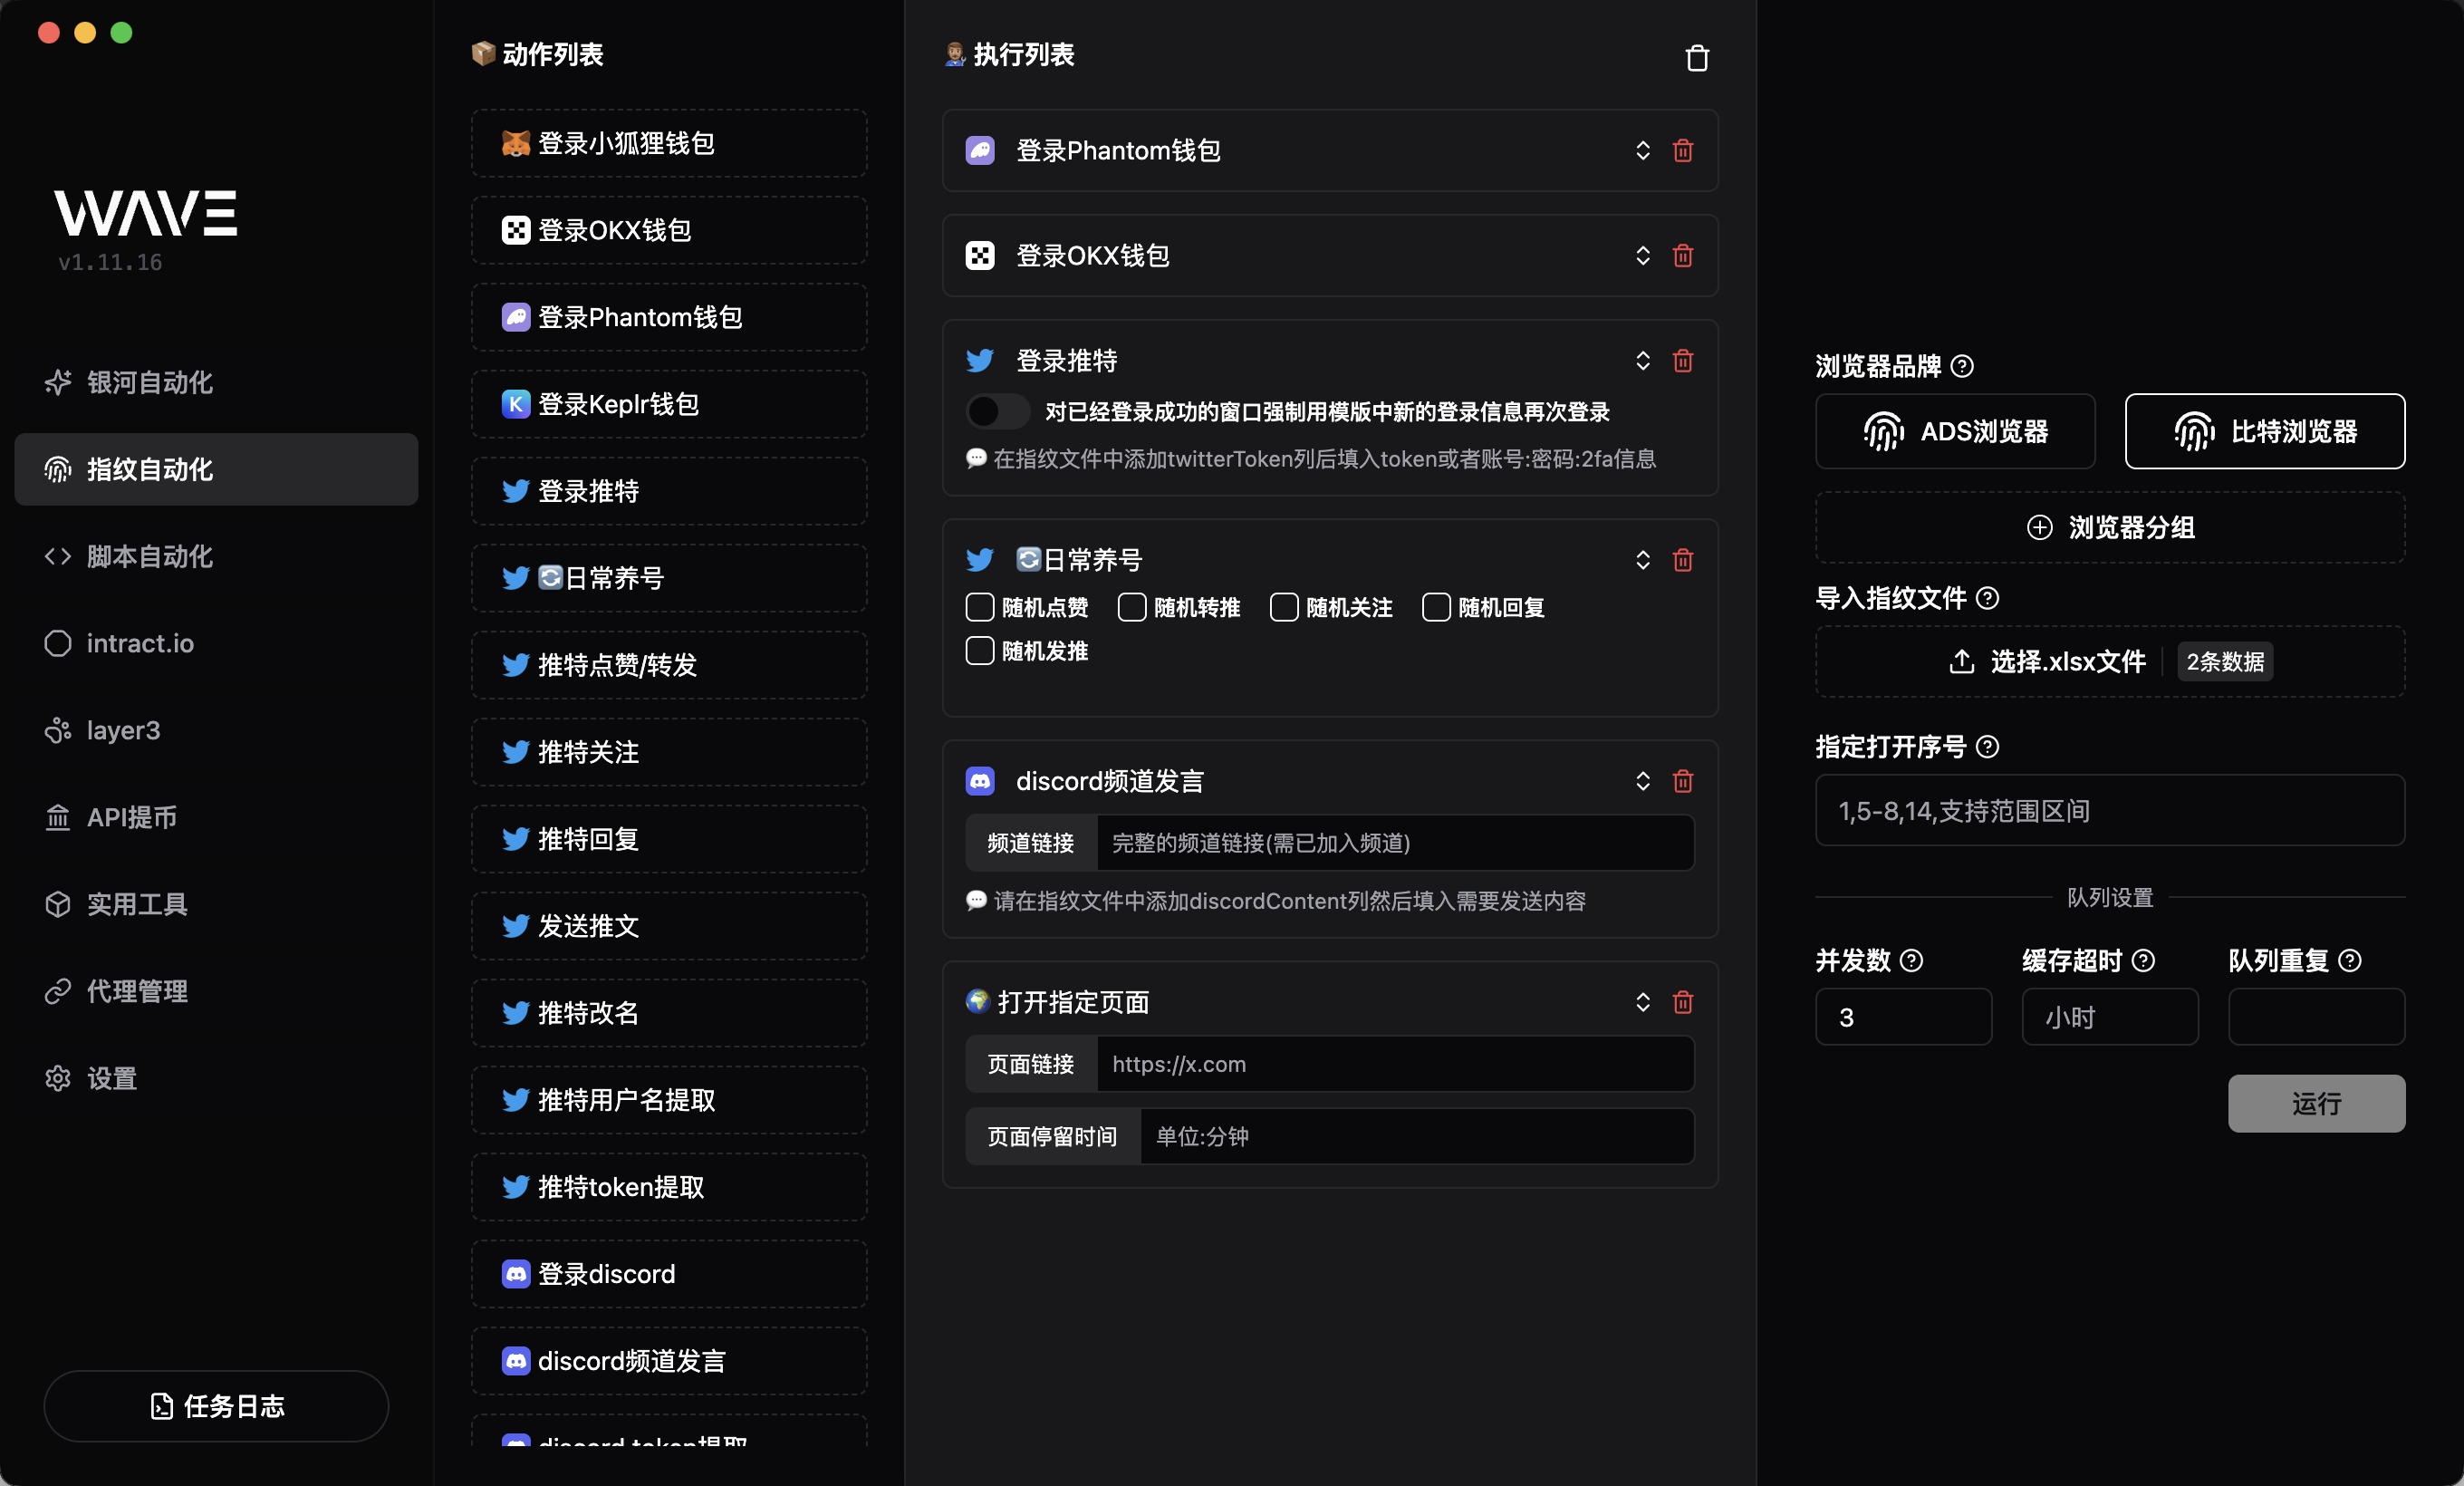 WAVE
v1.11.16
银河自动化
指纹自动化
脚本自动化
intract.io
layer3
API提币
实用工具
代理管理
设置
任务日志
动作列表
登录小狐狸钱包
登录OKX钱包
登录Phantom钱包
K 登录Keplr钱包
登录推特
日常养号
推特点赞/转发
推特关注
推特回复
发送推文
推特改名
推特用户名提取
推特token提取
登录discord
discord频道发言
discord token提取
执行列表
登录Phantom钱包
登录OKX钱包
登录推特
对已经登录成功的窗口强制用模版中新的登录信息再次登录
在指纹文件中添加twitterToken列后填入token或者账号:密码:2fa信息
日常养号
随机点赞 随机转推 随机关注 随机回复
随机发推
discord频道发言
频道链接 完整的频道链接(需已加入频道)
请在指纹文件中添加discordContent列然后填入需要发送内容
打开指定页面
页面链接 https://x.com
页面停留时间 单位:分钟
浏览器品牌
ADS浏览器 比特浏览器
浏览器分组
导入指纹文件
选择.xlsx文件 2条数据
指定打开序号
1,5-8,14,支持范围区间
队列设置
并发数 缓存超时 队列重复
3 小时
运行